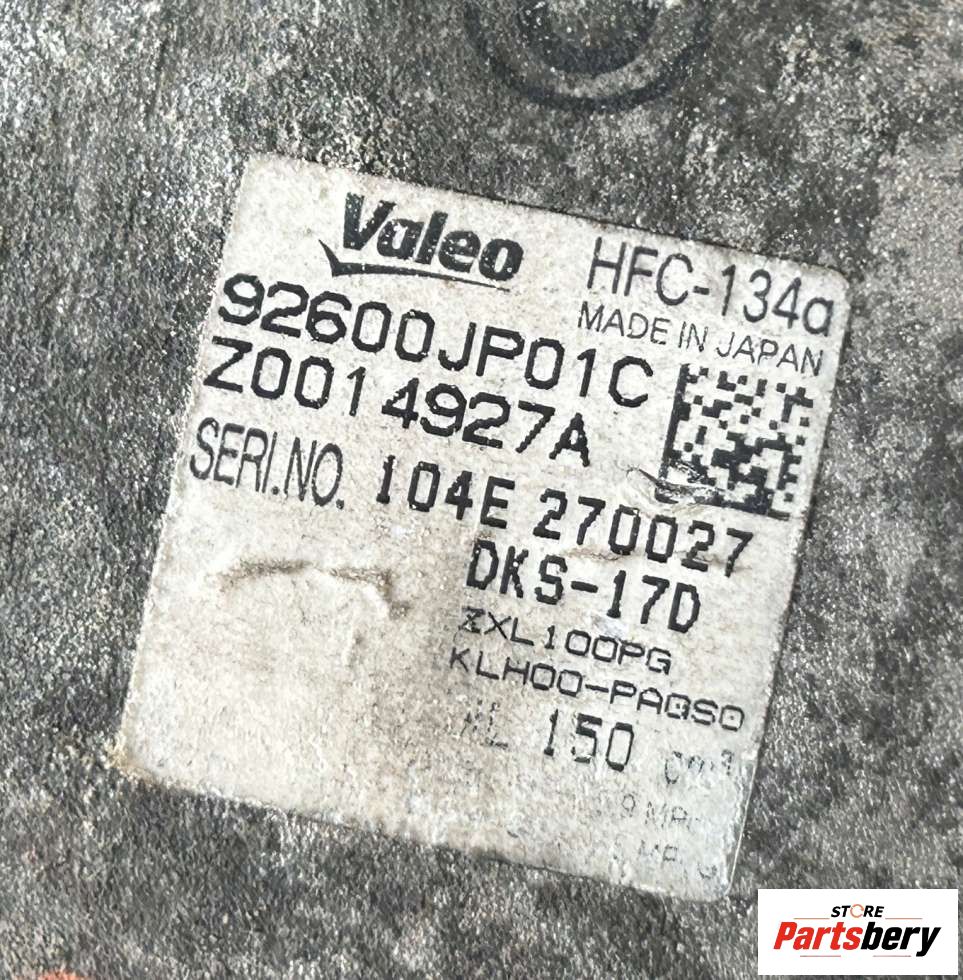 Valeo
HFC-134a
MADE IN JAPAN
92600JP01C
Z0014927A
SERI.NO. 104E 270027
DKS-17D
ZXL100PG
KLH00-PAGS0
150 cm³
STORE
Partsbery